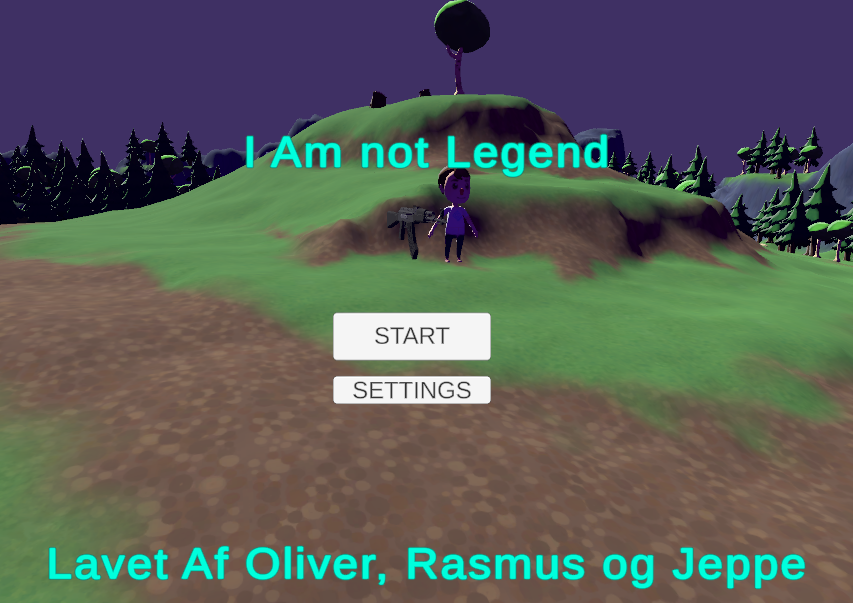 I Am not Legend
START
SETTINGS
Lavet Af Oliver, Rasmus og Jeppe